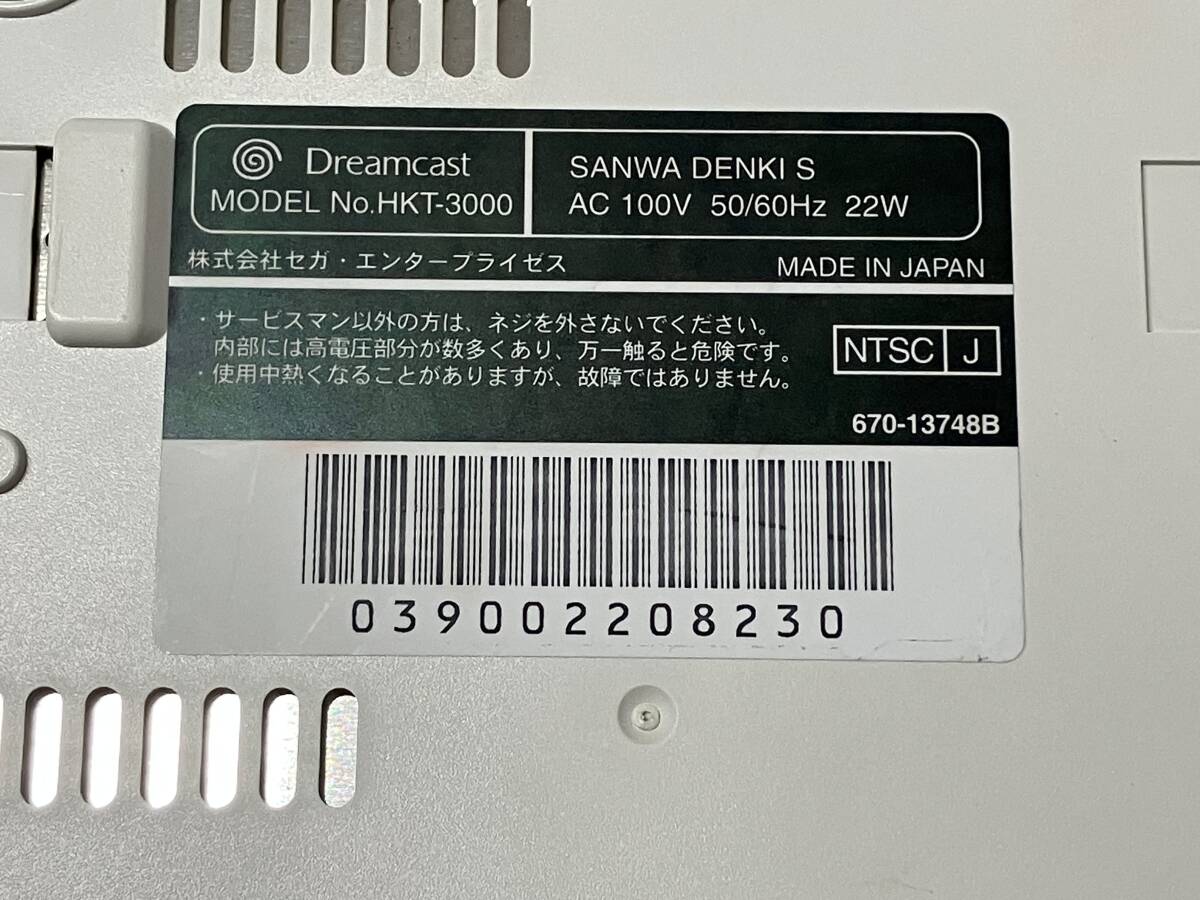 Dreamcast
MODEL No.HKT-3000
SANWA DENKI S
AC 100V 50/60Hz 22W
株式会社セガ・エンタープライゼス
MADE IN JAPAN
・サービスマン以外の方は、ネジを外さないでください。
内部には高電圧部分が数多くあり、万一触ると危険です。
・使用中熱くなることがありますが、故障ではありません。
NTSC J
670-13748B
039002208230